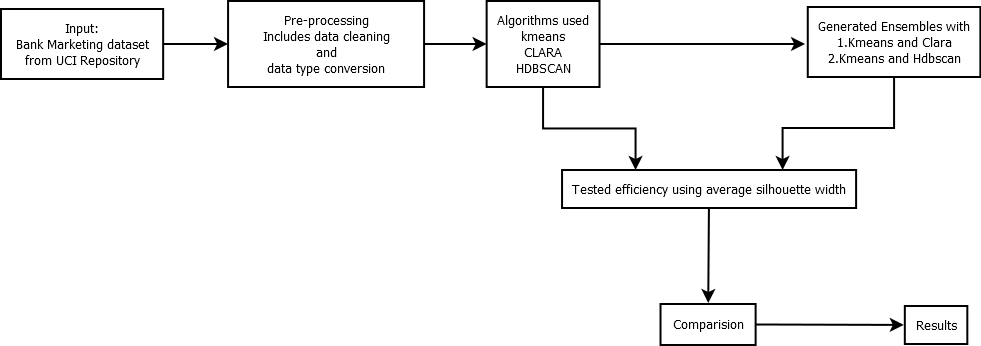 Input:
Bank Marketing dataset
from UCI Repository
Pre-processing
Includes data cleaning
and
data type conversion
Algorithms used
kmeans
CLARA
HDBSCAN
Generated Ensembles with
1.Kmeans and Clara
2.Kmeans and Hdbscan
Tested efficiency using average silhouette width
Comparision
Results